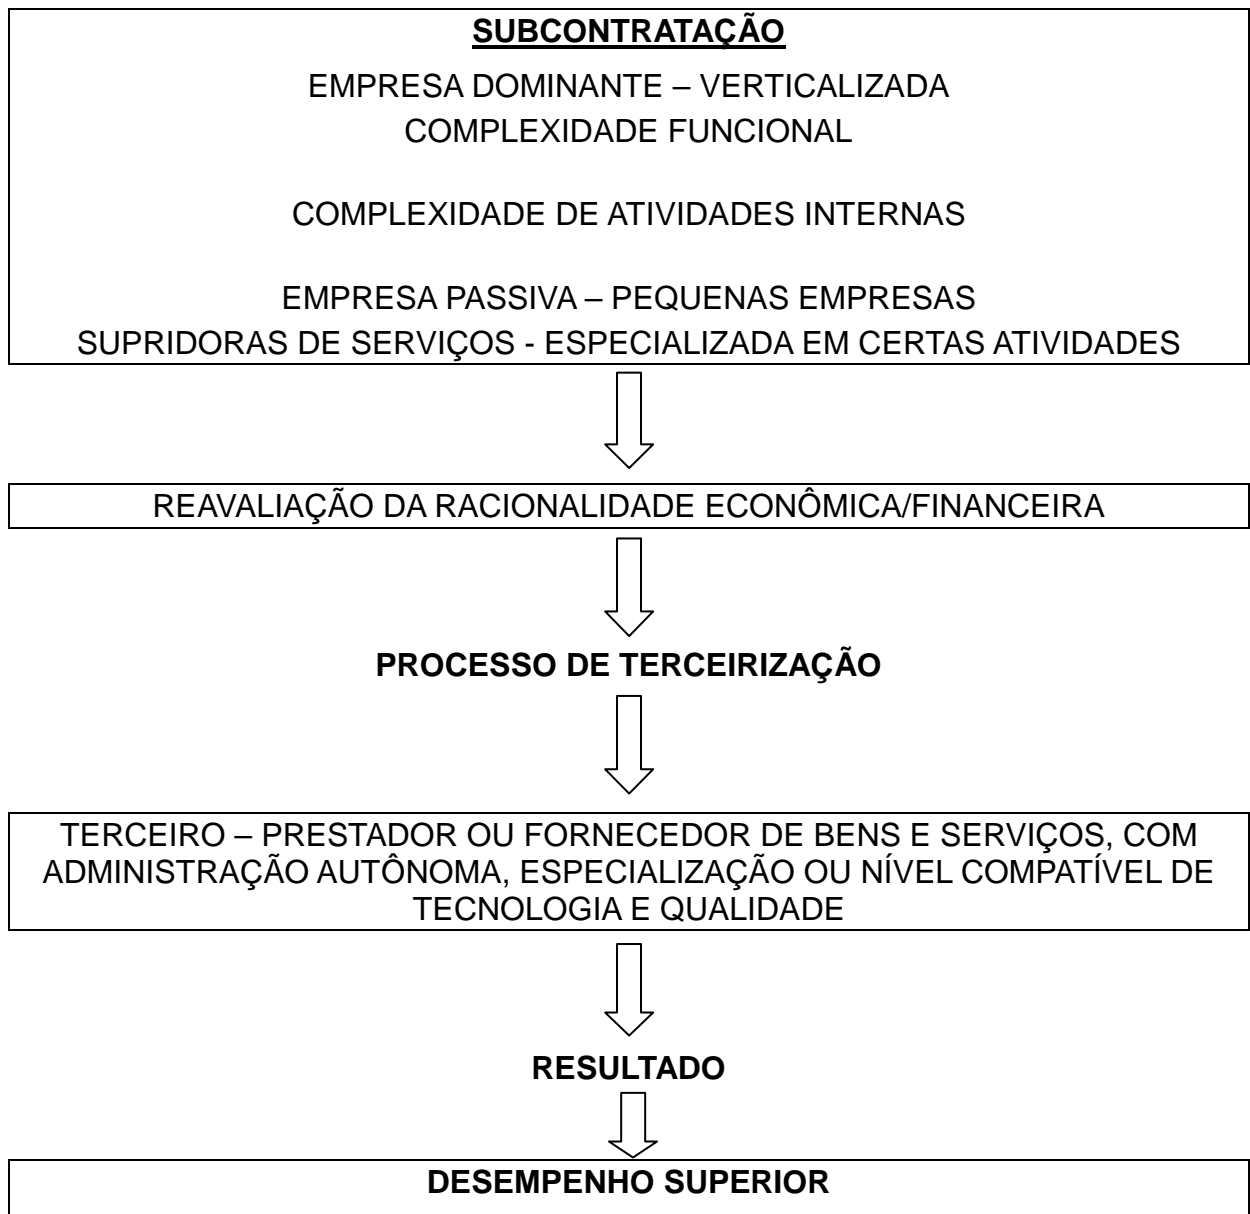 SUBCONTRATAÇÃO
EMPRESA DOMINANTE – VERTICALIZADA
COMPLEXIDADE FUNCIONAL
COMPLEXIDADE DE ATIVIDADES INTERNAS
EMPRESA PASSIVA – PEQUENAS EMPRESAS
SUPRIDORAS DE SERVIÇOS - ESPECIALIZADA EM CERTAS ATIVIDADES
REAVALIAÇÃO DA RACIONALIDADE ECONÔMICA/FINANCEIRA
PROCESSO DE TERCEIRIZAÇÃO
TERCEIRO – PRESTADOR OU FORNECEDOR DE BENS E SERVIÇOS, COM
ADMINISTRAÇÃO AUTÔNOMA, ESPECIALIZAÇÃO OU NÍVEL COMPATÍVEL DE
TECNOLOGIA E QUALIDADE
RESULTADO
DESEMPENHO SUPERIOR